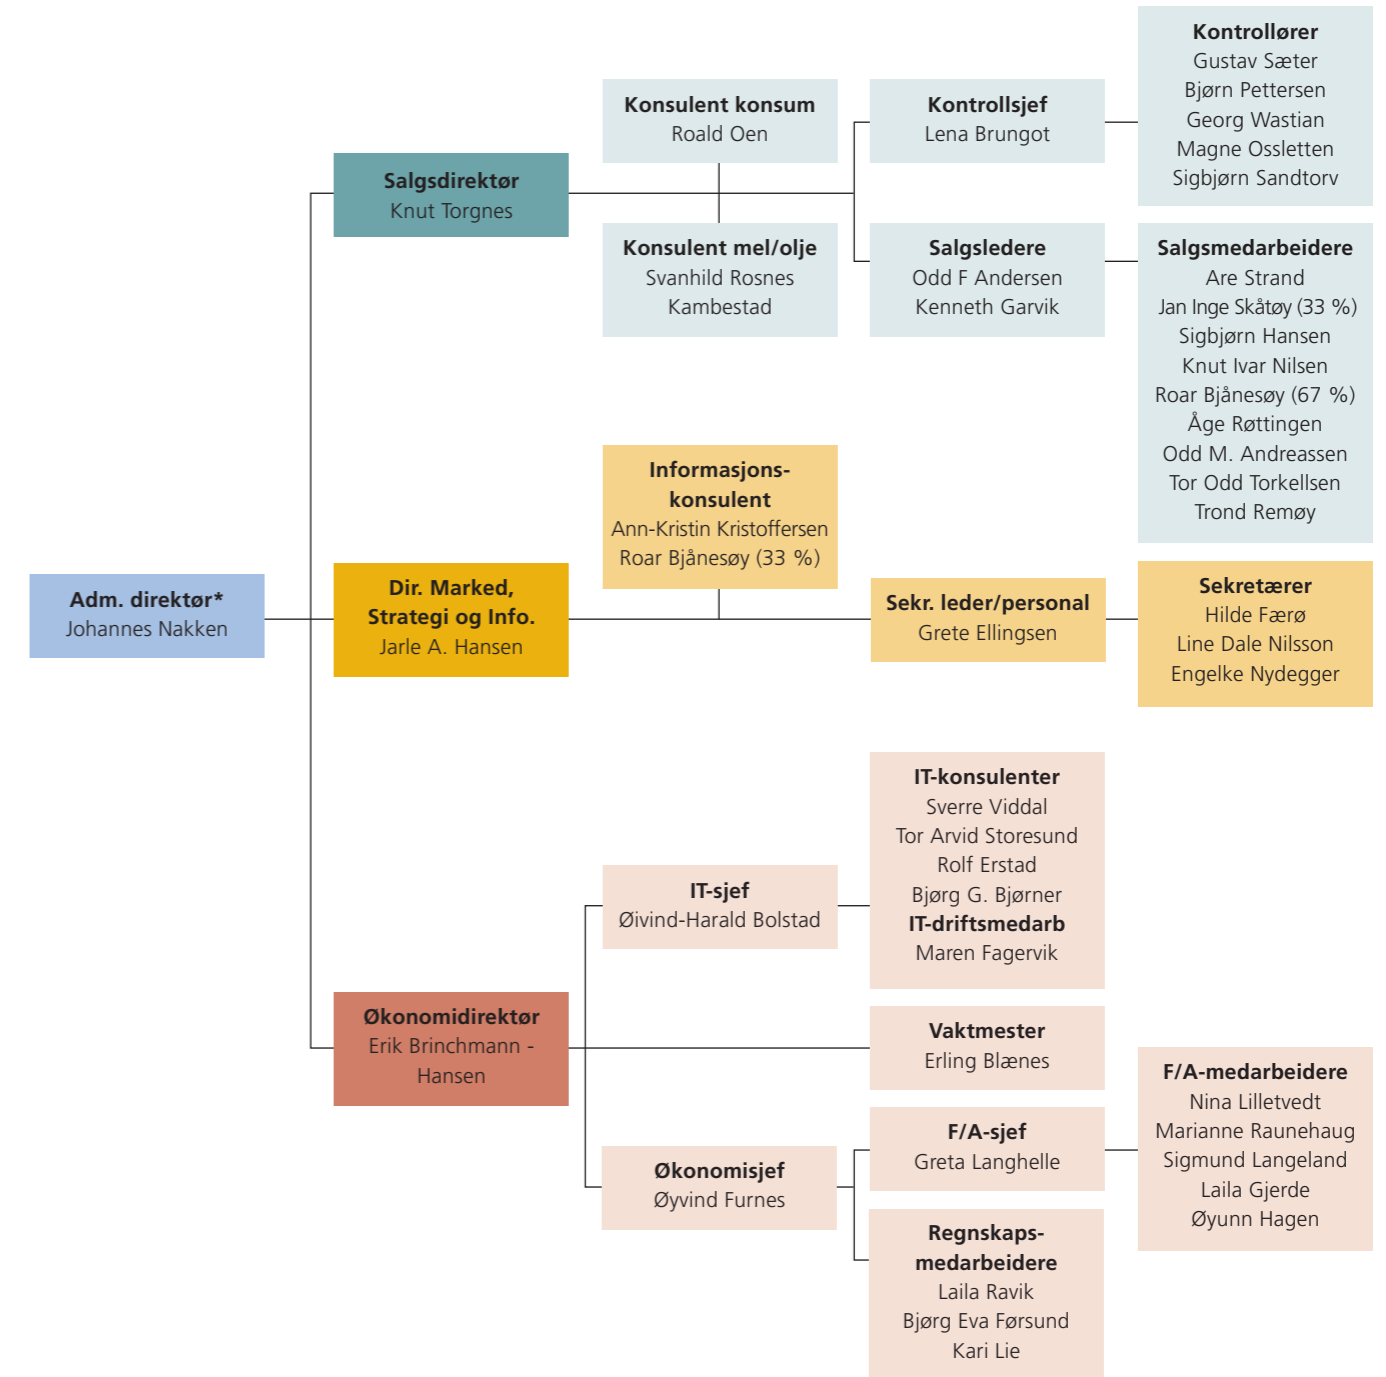 Adm. direktør*
Johannes Nakken
Salgsdirektør
Knut Torgnes
Konsulent konsum
Roald Oen
Konsulent mel/olje
Svanhild Rosnes
Kambestad
Kontrollsjef
Lena Brungot
Salgsledere
Odd F Andersen
Kenneth Garvik
Kontrollører
Gustav Sæter
Bjørn Pettersen
Georg Wastian
Magne Ossletten
Sigbjørn Sandtorv
Salgsmedarbeidere
Are Strand
Jan Inge Skåtøy (33 %)
Sigbjørn Hansen
Knut Ivar Nilsen
Roar Bjånesøy (67 %)
Åge Røttingen
Odd M. Andreassen
Tor Odd Torkellsen
Trond Remøy
Dir. Marked,
Strategi og Info.
Jarle A. Hansen
Informasjons-
konsulent
Ann-Kristin Kristoffersen
Roar Bjånesøy (33 %)
Sekr. leder/personal
Grete Ellingsen
Sekretærer
Hilde Færø
Line Dale Nilsson
Engelke Nydegger
Økonomidirektør
Erik Brinchmann -
Hansen
IT-sjef
Øivind-Harald Bolstad
IT-konsulenter
Sverre Viddal
Tor Arvid Storesund
Rolf Erstad
Bjørg G. Bjørner
IT-driftsmedarb
Maren Fagervik
Vaktmester
Erling Blænes
Økonomisjef
Øyvind Furnes
F/A-sjef
Greta Langhelle
Regnskaps-
medarbeidere
Laila Ravik
Bjørg Eva Førsund
Kari Lie
F/A-medarbeidere
Nina Lilletvedt
Marianne Raunehaug
Sigmund Langeland
Laila Gjerde
Øyunn Hagen